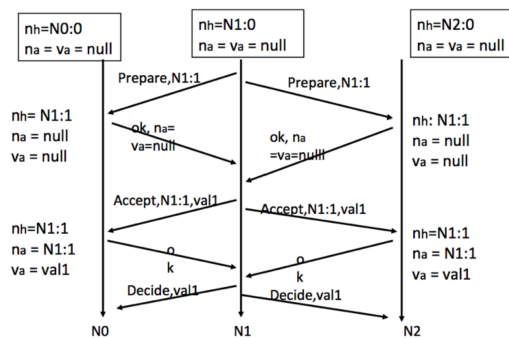 nh=N0:0
na = va = null
nh=N1:0
na = va = null
nh=N2:0
na = va = null
Prepare,N1:1
Prepare,N1:1
nh= N1:1
na = null
va = null
ok, na=
va=null
ok, na
=va=nulll
nh: N1:1
na = null
va = null
Accept,N1:1,val1
Accept,N1:1,val1
nh=N1:1
na = N1:1
va = val1
o
k
o
k
nh=N1:1
na = N1:1
va = val1
Decide,val1
Decide,val1
N0
N1
N2